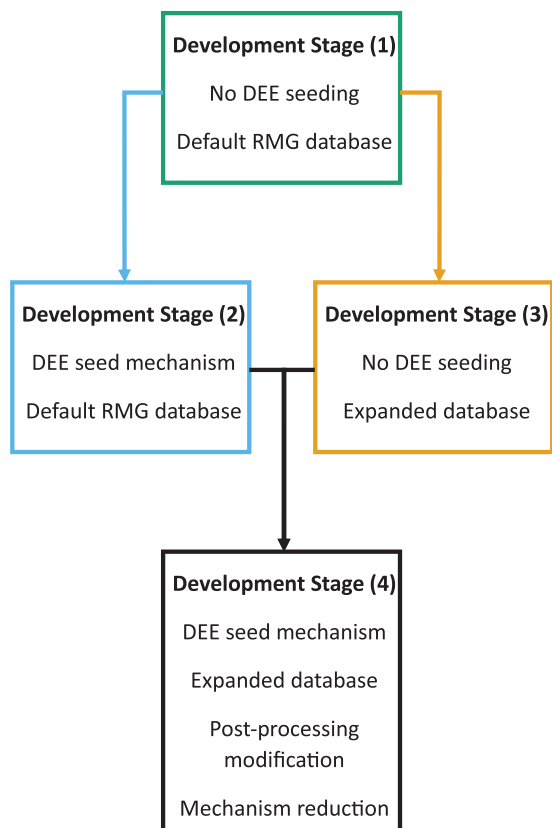 Development Stage (1)
No DEE seeding
Default RMG database
Development Stage (2)
DEE seed mechanism
Default RMG database
Development Stage (3)
No DEE seeding
Expanded database
Development Stage (4)
DEE seed mechanism
Expanded database
Post-processing
modification
Mechanism reduction